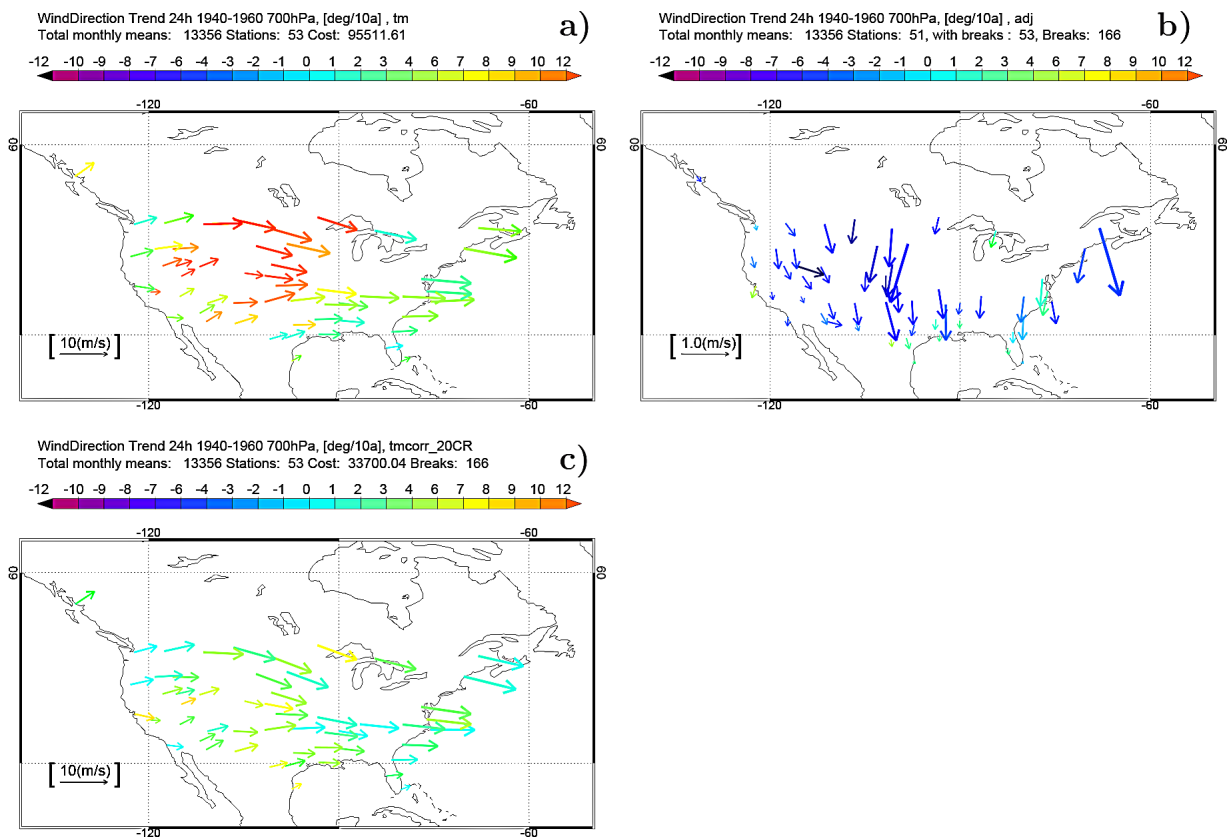 WindDirection Trend 24h 1940-1960 700hPa, [deg/10a] , tm
Total monthly means: 13356 Stations: 53 Cost: 95511.61
a)
-12 -10 -9 -8 -7 -6 -5 -4 -3 -2 -1 0 1 2 3 4 5 6 7 8 9 10 12
-120 -60
60 60
[ 10(m/s) ]
-120 -60
WindDirection Trend 24h 1940-1960 700hPa, [deg/10a] , adj
Total monthly means: 13356 Stations: 51, with breaks : 53, Breaks: 166
b)
-12 -10 -9 -8 -7 -6 -5 -4 -3 -2 -1 0 1 2 3 4 5 6 7 8 9 10 12
-120 -60
60 60
[ 1.0(m/s) ]
-120 -60
WindDirection Trend 24h 1940-1960 700hPa, [deg/10a], tmcorr_20CR
Total monthly means: 13356 Stations: 53 Cost: 33700.04 Breaks: 166
c)
-12 -10 -9 -8 -7 -6 -5 -4 -3 -2 -1 0 1 2 3 4 5 6 7 8 9 10 12
-120 -60
60 60
[ 10(m/s) ]
-120 -60